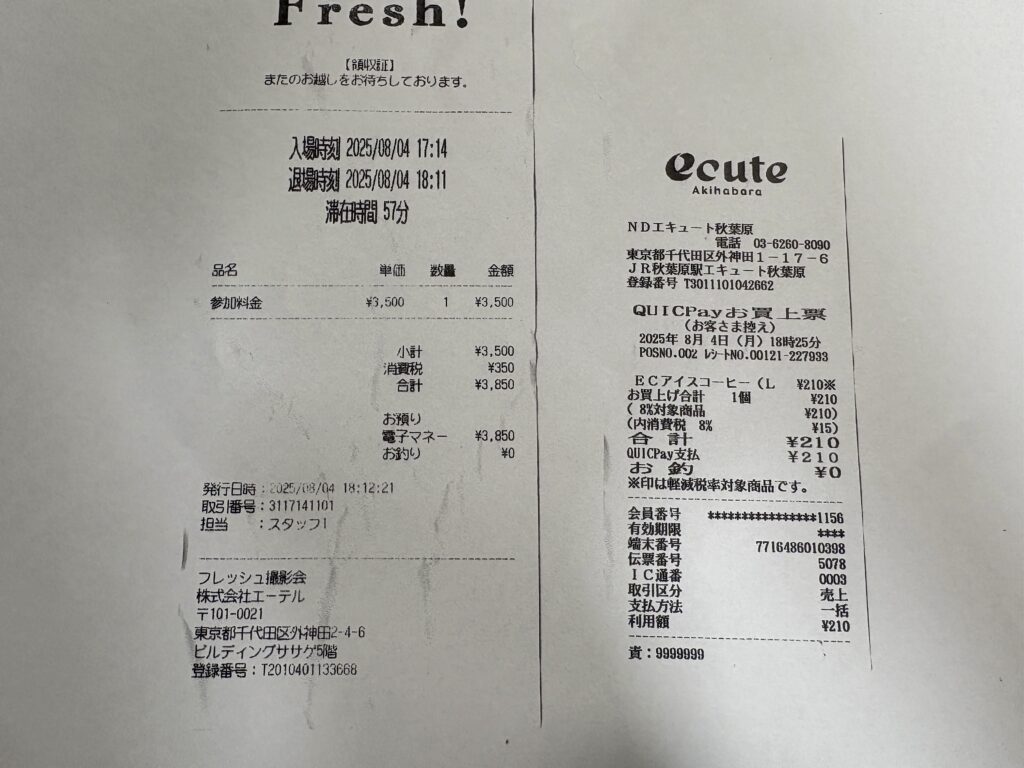 Fresh!
【領収証】
またのお越しをお待ちしております。
入場時刻 2025/08/04 17:14
退場時刻 2025/08/04 18:11
滞在時間 57分
品名 単価 数量 金額
参加料金 ¥3,500 1 ¥3,500
小計 ¥3,500
消費税 ¥350
合計 ¥3,850
お預り
電子マネー ¥3,850
お釣り ¥0
発行日時:2025/08/04 18:12:21
取引番号:3117141101
担当 :スタッフ1
フレッシュ撮影会
株式会社エーテル
〒101-0021
東京都千代田区外神田2-4-6
ビルディングササゲ5階
登録番号:T2010401133668
ecute
Akihabara
NDエキュート秋葉原
電話 03-6260-8090
東京都千代田区外神田1-17-6
JR秋葉原駅エキュート秋葉原
登録番号 T3011101042662
QUICPayお買上票
(お客さま控え)
2025年 8月 4日(月)18時25分
POSNO.002 レシートNO.00121-227933
ECアイスコーヒー(L ¥210※
お買上げ合計 1個 ¥210
( 8%対象商品 ¥210)
(内消費税 8% ¥15)
合計 ¥210
QUICPay支払 ¥210
お釣 ¥0
※印は軽減税率対象商品です。
会員番号 ****************1156
有効期限 ****
端末番号 7716486010398
伝票番号 5078
IC通番 0003
取引区分 売上
支払方法 一括
利用額 ¥210
責:9999999